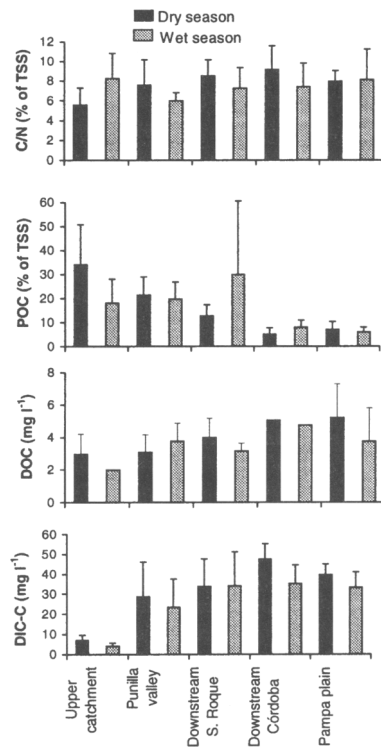 Dry season
Wet season
C/N (% of TSS)
12
10
8
6
4
2
0
POC (% of TSS)
60
50
40
30
20
10
0
DOC (mg l⁻¹)
8
6
4
2
0
DIC-C (mg l⁻¹)
60
50
40
30
20
10
0
Upper
catchment
Punilla
valley
Downstream
S. Roque
Downstream
Córdoba
Pampa plain